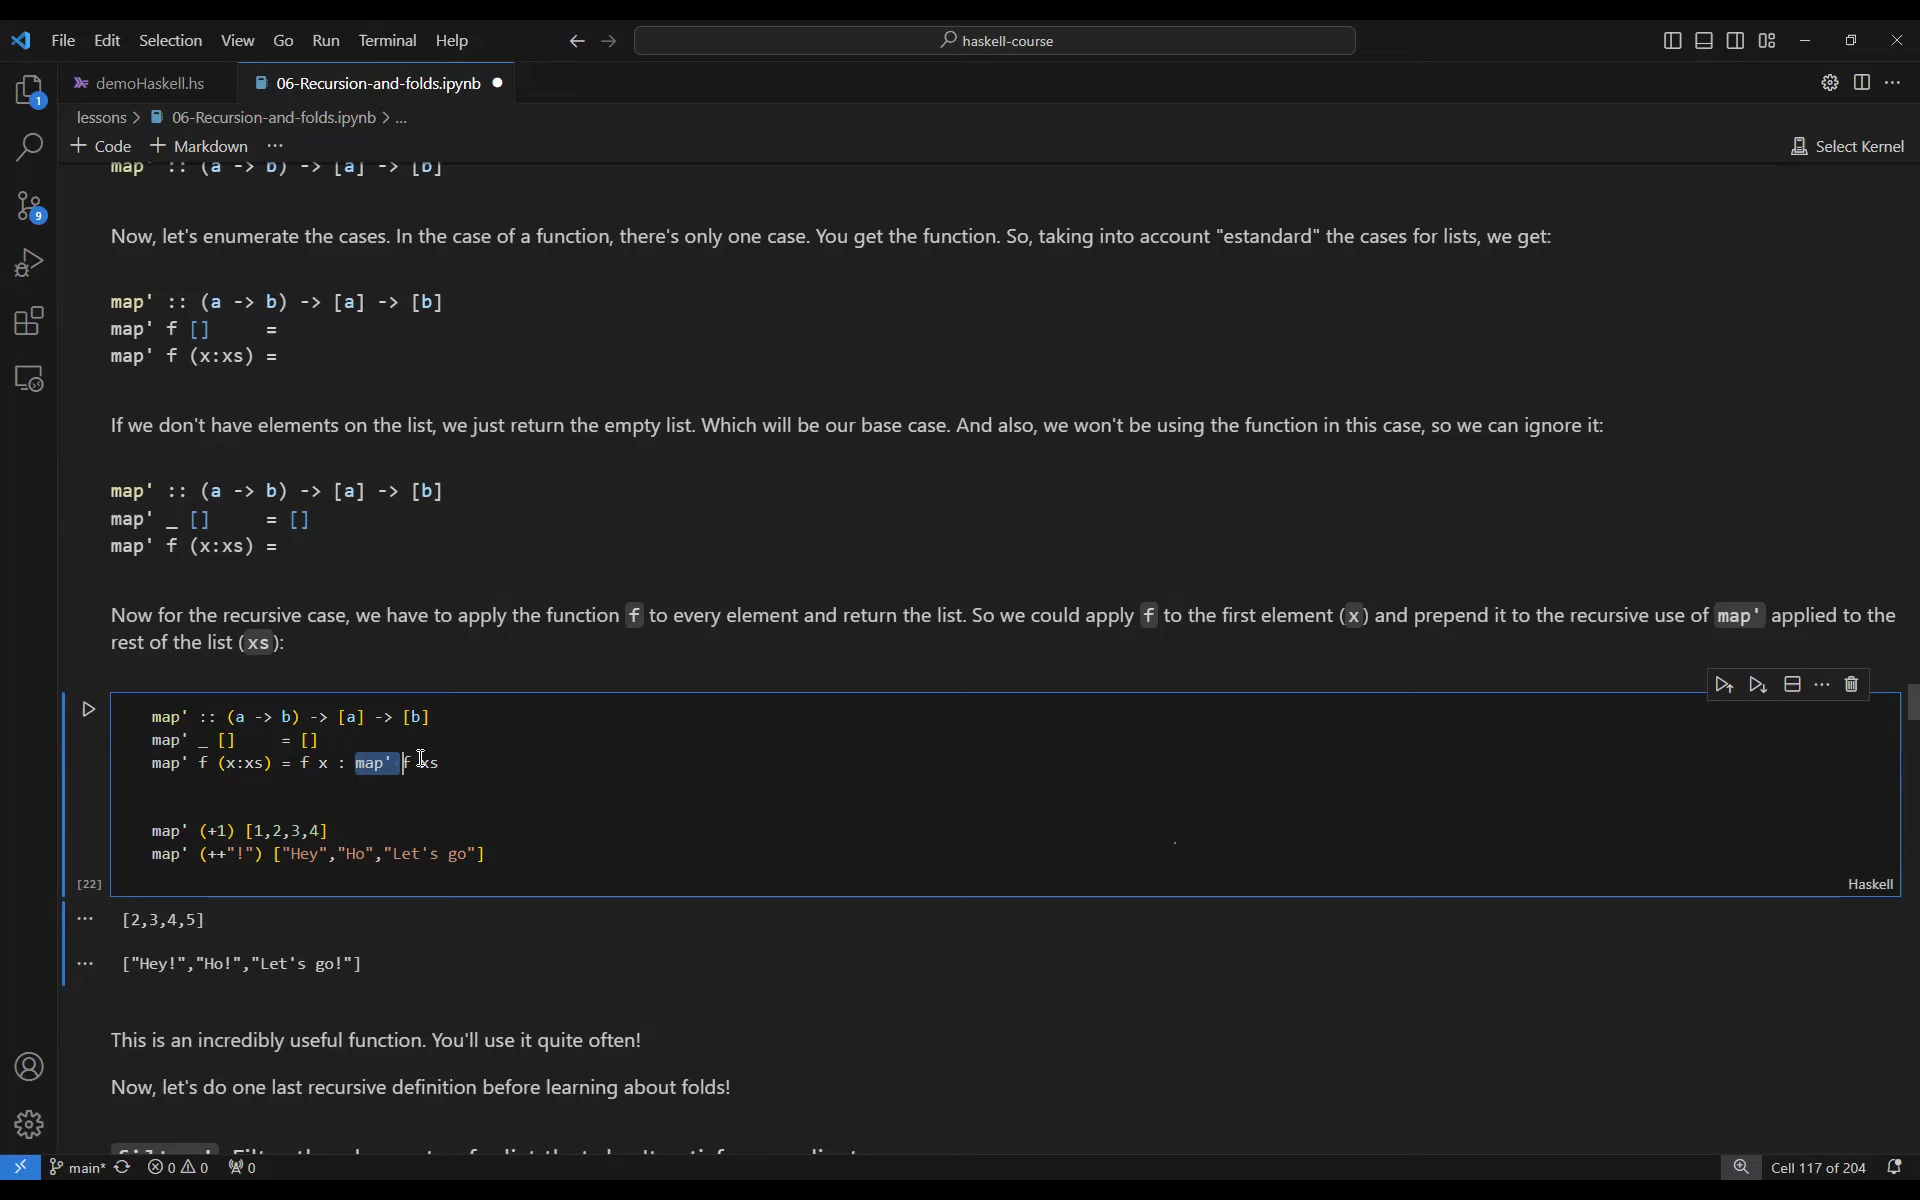 File Edit Selection View Go Run Terminal Help
haskell-course
demoHaskell.hs
06-Recursion-and-folds.ipynb
1
lessons > 06-Recursion-and-folds.ipynb > ...
+ Code + Markdown ...
Select Kernel
map' :: (a -> b) -> [a] -> [b]
9
Now, let's enumerate the cases. In the case of a function, there's only one case. You get the function. So, taking into account "estandard" the cases for lists, we get:
map' :: (a -> b) -> [a] -> [b]
map' f []     =
map' f (x:xs) =
If we don't have elements on the list, we just return the empty list. Which will be our base case. And also, we won't be using the function in this case, so we can ignore it:
map' :: (a -> b) -> [a] -> [b]
map' _ []     = []
map' f (x:xs) =
Now for the recursive case, we have to apply the function f to every element and return the list. So we could apply f to the first element (x) and prepend it to the recursive use of map' applied to the
rest of the list (xs):
map' :: (a -> b) -> [a] -> [b]
map' _ []     = []
map' f (x:xs) = f x : map' f xs
map' (+1) [1,2,3,4]
map' (++"!") ["Hey","Ho","Let's go"]
[22]
Haskell
... [2,3,4,5]
... ["Hey!","Ho!","Let's go!"]
This is an incredibly useful function. You'll use it quite often!
Now, let's do one last recursive definition before learning about folds!
main* 0 0 0
Cell 117 of 204